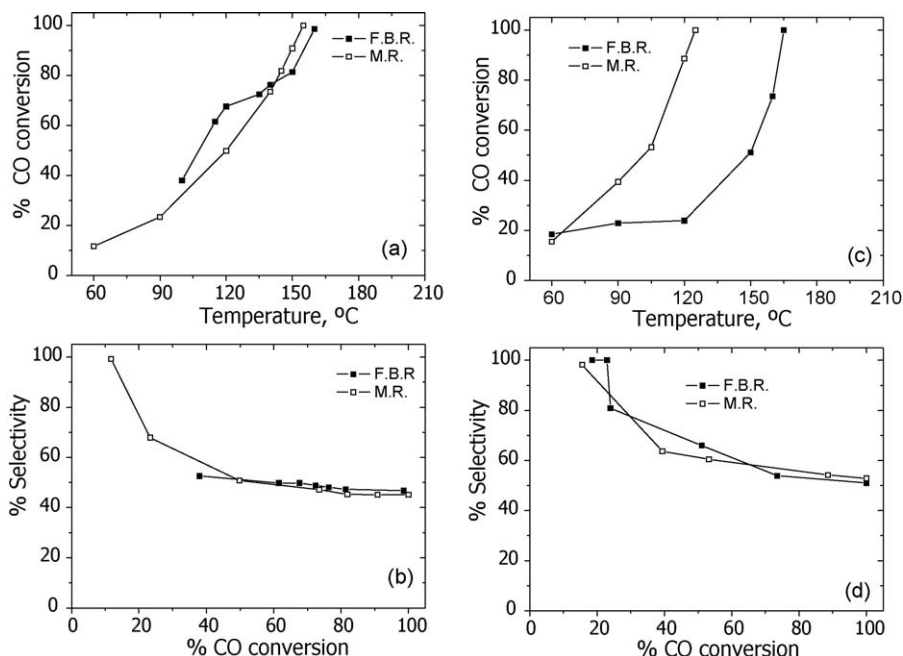 100
80
60
40
20
0
% CO conversion
F.B.R.
M.R.
(a)
60 90 120 150 180 210
Temperature, ºC
100
80
60
40
20
0
% CO conversion
F.B.R.
M.R.
(c)
60 90 120 150 180 210
Temperature, ºC
100
80
60
40
20
0
% Selectivity
F.B.R.
M.R.
(b)
0 20 40 60 80 100
% CO conversion
100
80
60
40
20
0
% Selectivity
F.B.R.
M.R.
(d)
0 20 40 60 80 100
% CO conversion